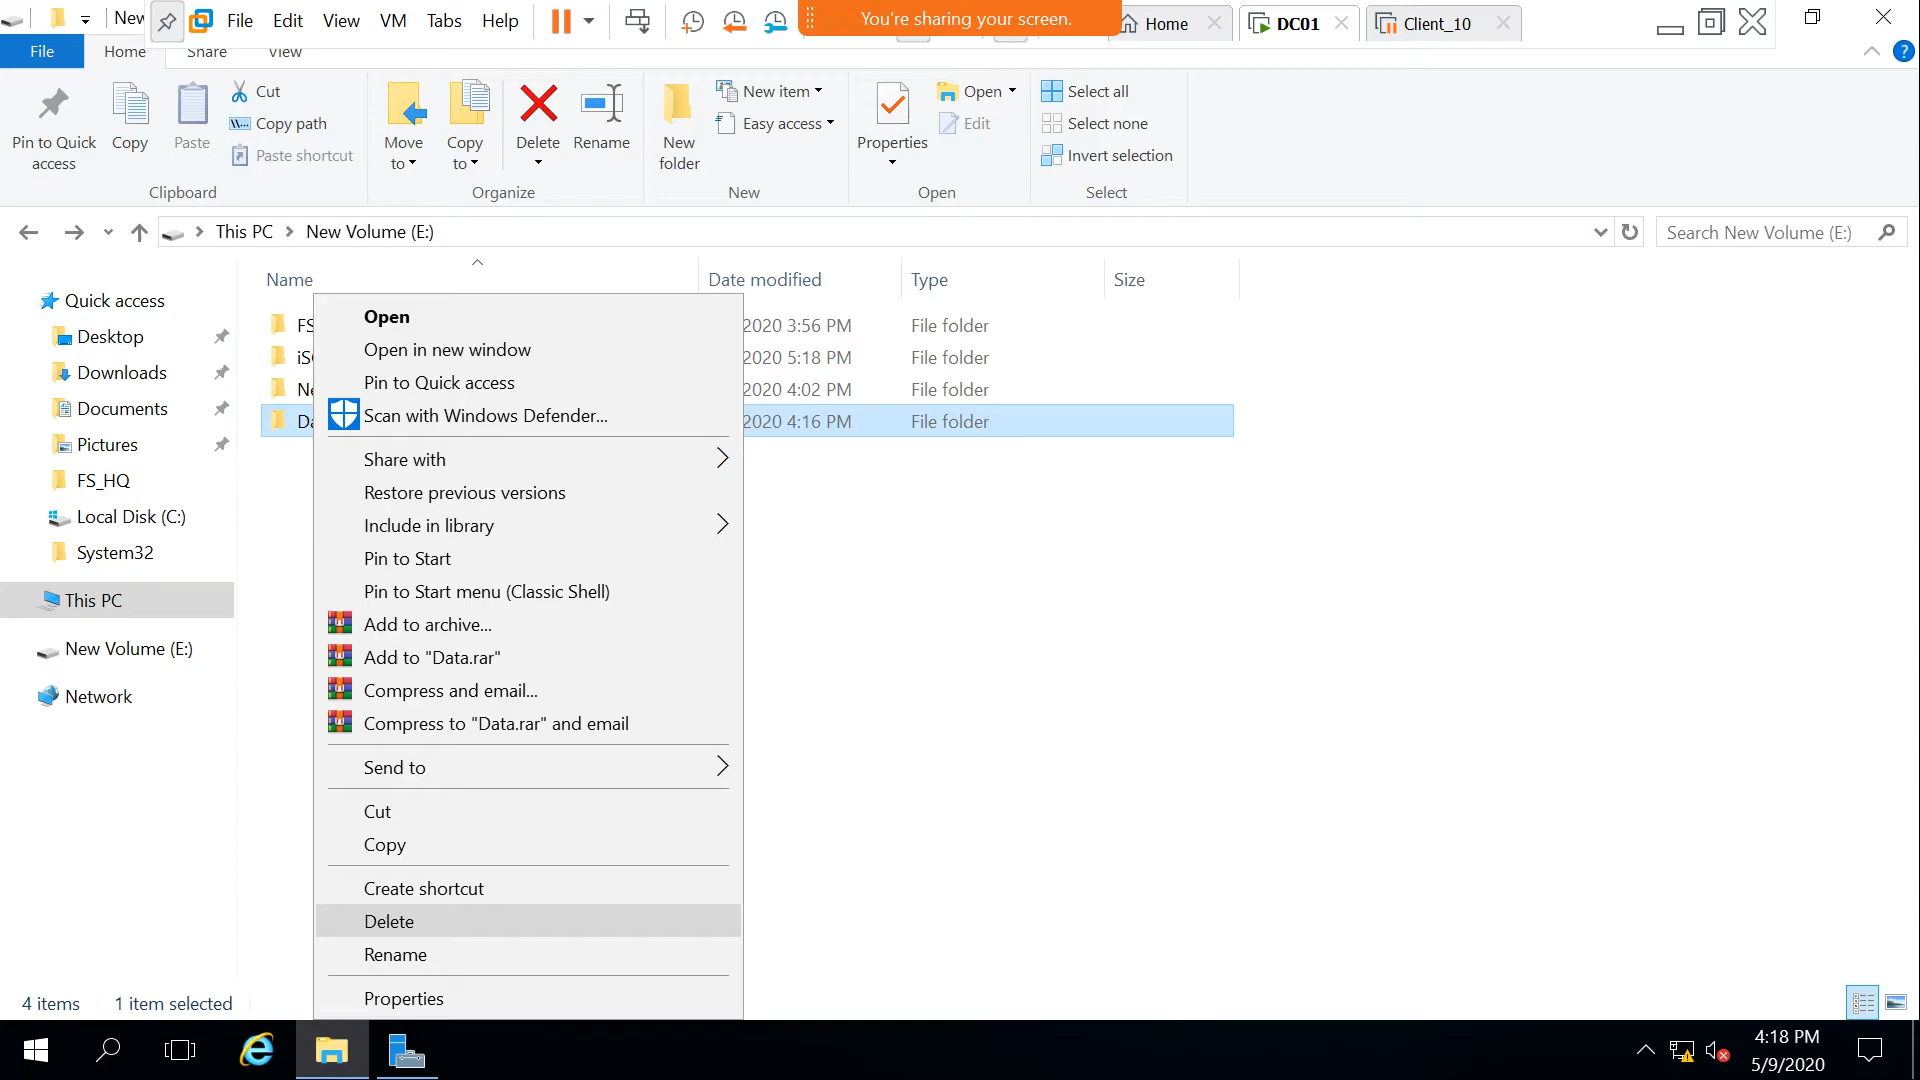 New
File Edit View VM Tabs Help
You're sharing your screen.
Home
DC01
Client_10
File Home Share View
Pin to Quick access
Copy
Paste
Cut
Copy path
Paste shortcut
Clipboard
Move to
Copy to
Delete
Rename
Organize
New folder
New item
Easy access
New
Properties
Open
Edit
Open
Select all
Select none
Invert selection
Select
This PC New Volume (E:)
Search New Volume (E:)
Name Date modified Type Size
2020 3:56 PM File folder
2020 5:18 PM File folder
2020 4:02 PM File folder
2020 4:16 PM File folder
Quick access
Desktop
Downloads
Documents
Pictures
FS_HQ
Local Disk (C:)
System32
This PC
New Volume (E:)
Network
Open
Open in new window
Pin to Quick access
Scan with Windows Defender...
Share with
Restore previous versions
Include in library
Pin to Start
Pin to Start menu (Classic Shell)
Add to archive...
Add to "Data.rar"
Compress and email...
Compress to "Data.rar" and email
Send to
Cut
Copy
Create shortcut
Delete
Rename
Properties
4 items 1 item selected
4:18 PM
5/9/2020